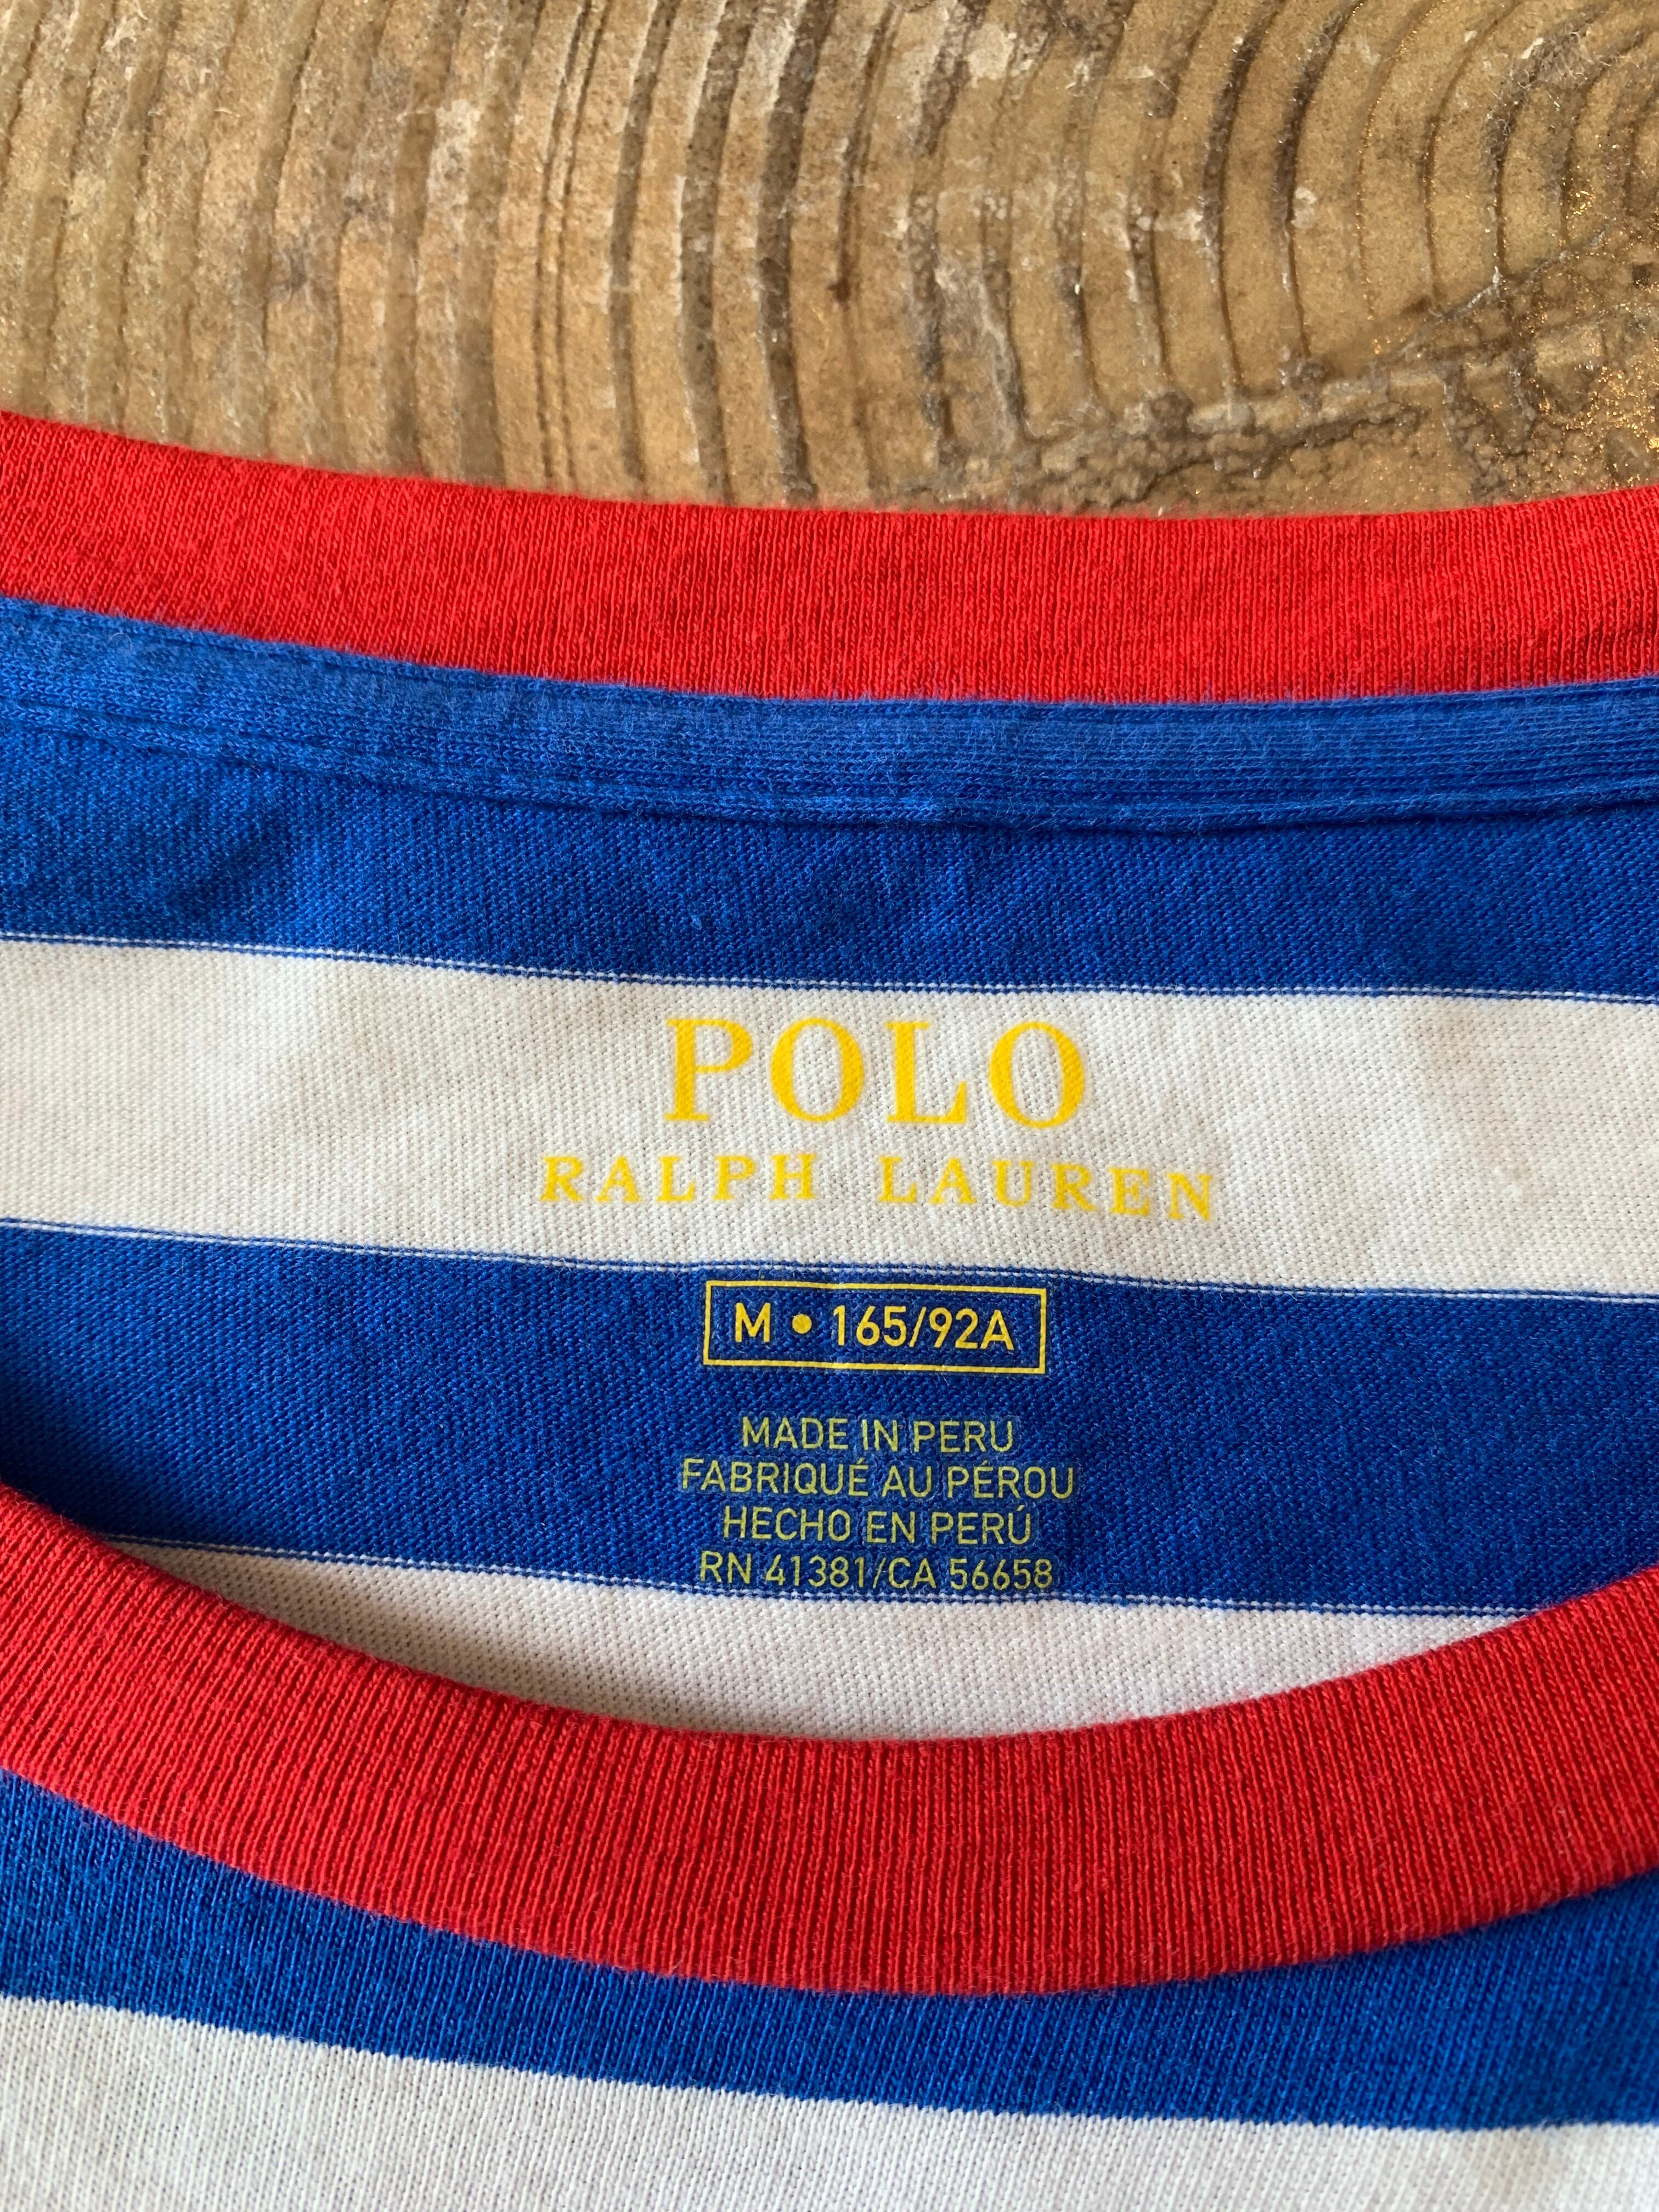 POLO
RALPH LAUREN
M • 165/92A
MADE IN PERU
FABRIQUÉ AU PÉROU
HECHO EN PERÚ
RN 41381/CA 56658